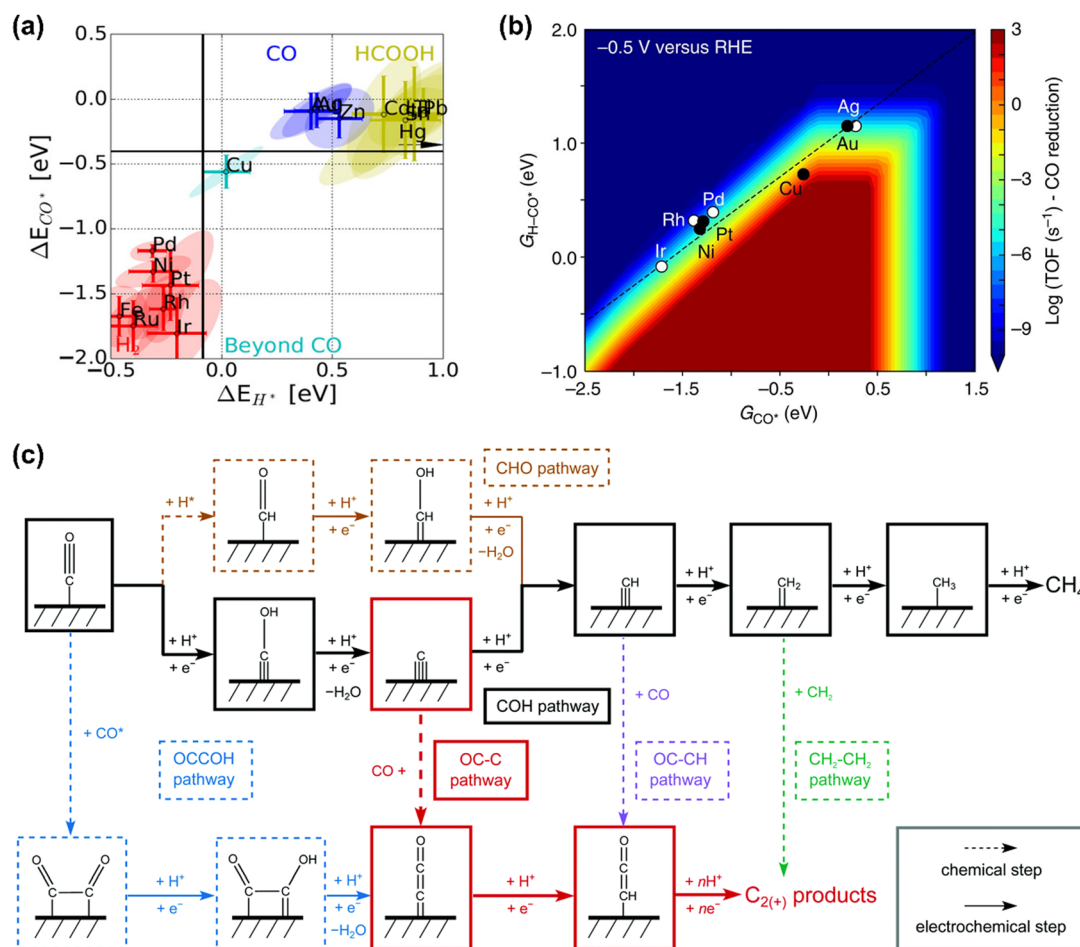 (a)
CO
HCOOH
Au
Zn
Cd
Pb
Hg
Cu
Pd
Ni
Pt
Fe
Rh
Ru
Ir
H₂
Beyond CO
0.5
0.0
−0.5
−1.0
−1.5
−2.0
ΔE_CO* [eV]
−0.5
0.0
0.5
1.0
ΔE_H* [eV]
(b)
−0.5 V versus RHE
Ag
Au
Cu
Pd
Rh
Pt
Ir
Ni
2.0
1.0
0.0
−1.0
G_H–CO* (eV)
−2.5
−1.5
−0.5
0.5
1.5
G_CO* (eV)
3
0
−3
−6
−9
Log (TOF (s⁻¹) - CO reduction)
(c)
O
C
+ H*
O
CH
+ H⁺
+ e⁻
OH
CH
CHO pathway
+ H⁺
+ e⁻
−H₂O
+ H⁺
+ e⁻
OH
C
+ H⁺
+ e⁻
−H₂O
C
+ H⁺
+ e⁻
COH pathway
CH
+ H⁺
+ e⁻
CH₂
+ H⁺
+ e⁻
CH₃
+ H⁺
+ e⁻
CH₄
+ CO*
OCCOH
pathway
CO +
OC-C
pathway
+ CO
OC-CH
pathway
+ CH₂
CH₂-CH₂
pathway
O
O
C
C
+ H⁺
+ e⁻
O
OH
C
C
+ H⁺
+ e⁻
−H₂O
O
C
C
+ H⁺
+ e⁻
O
C
CH
+ nH⁺
+ ne⁻
C₂₍₊₎ products
chemical step
electrochemical step